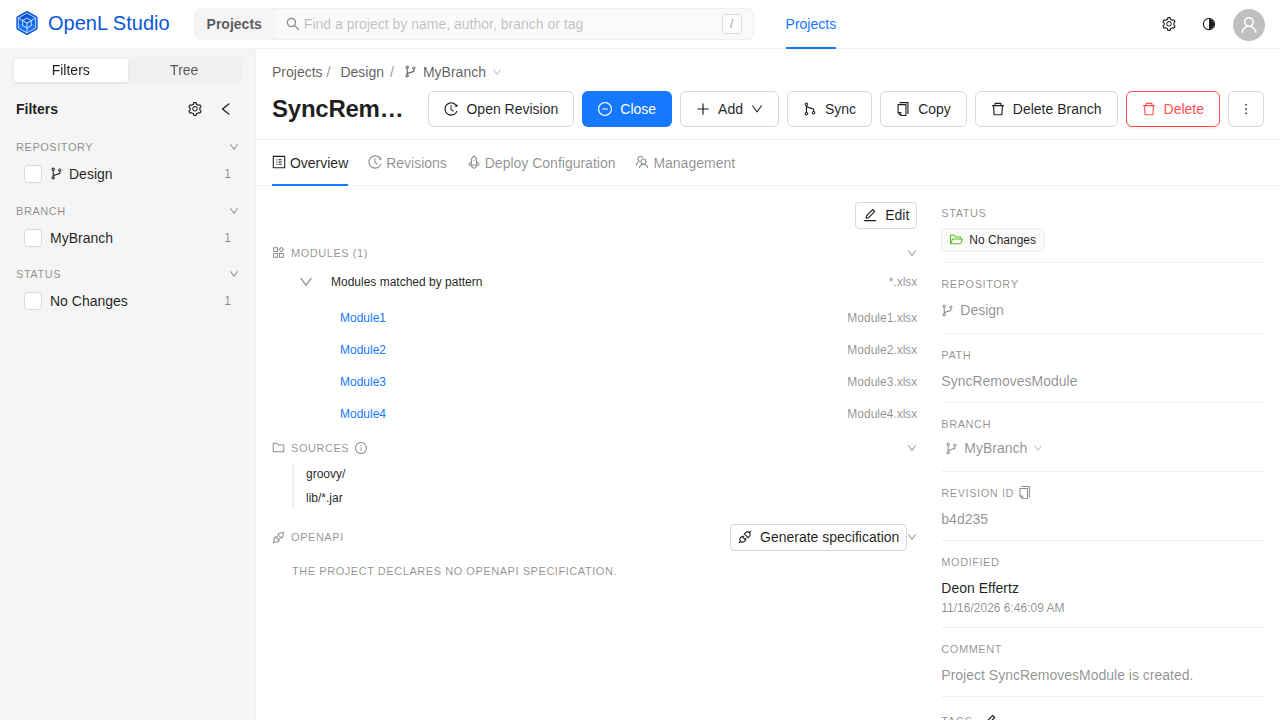 OpenL Studio
Projects
Find a project by name, author, branch or tag
/
Projects
Filters
Tree
Filters
REPOSITORY
Design
1
BRANCH
MyBranch
1
STATUS
No Changes
1
Projects / Design / MyBranch
SyncRem…
Open Revision
Close
Add
Sync
Copy
Delete Branch
Delete
Overview
Revisions
Deploy Configuration
Management
Edit
MODULES (1)
Modules matched by pattern
*.xlsx
Module1
Module1.xlsx
Module2
Module2.xlsx
Module3
Module3.xlsx
Module4
Module4.xlsx
SOURCES
groovy/
lib/*.jar
OPENAPI
Generate specification
THE PROJECT DECLARES NO OPENAPI SPECIFICATION.
STATUS
No Changes
REPOSITORY
Design
PATH
SyncRemovesModule
BRANCH
MyBranch
REVISION ID
b4d235
MODIFIED
Deon Effertz
11/16/2026 6:46:09 AM
COMMENT
Project SyncRemovesModule is created.
TAGS